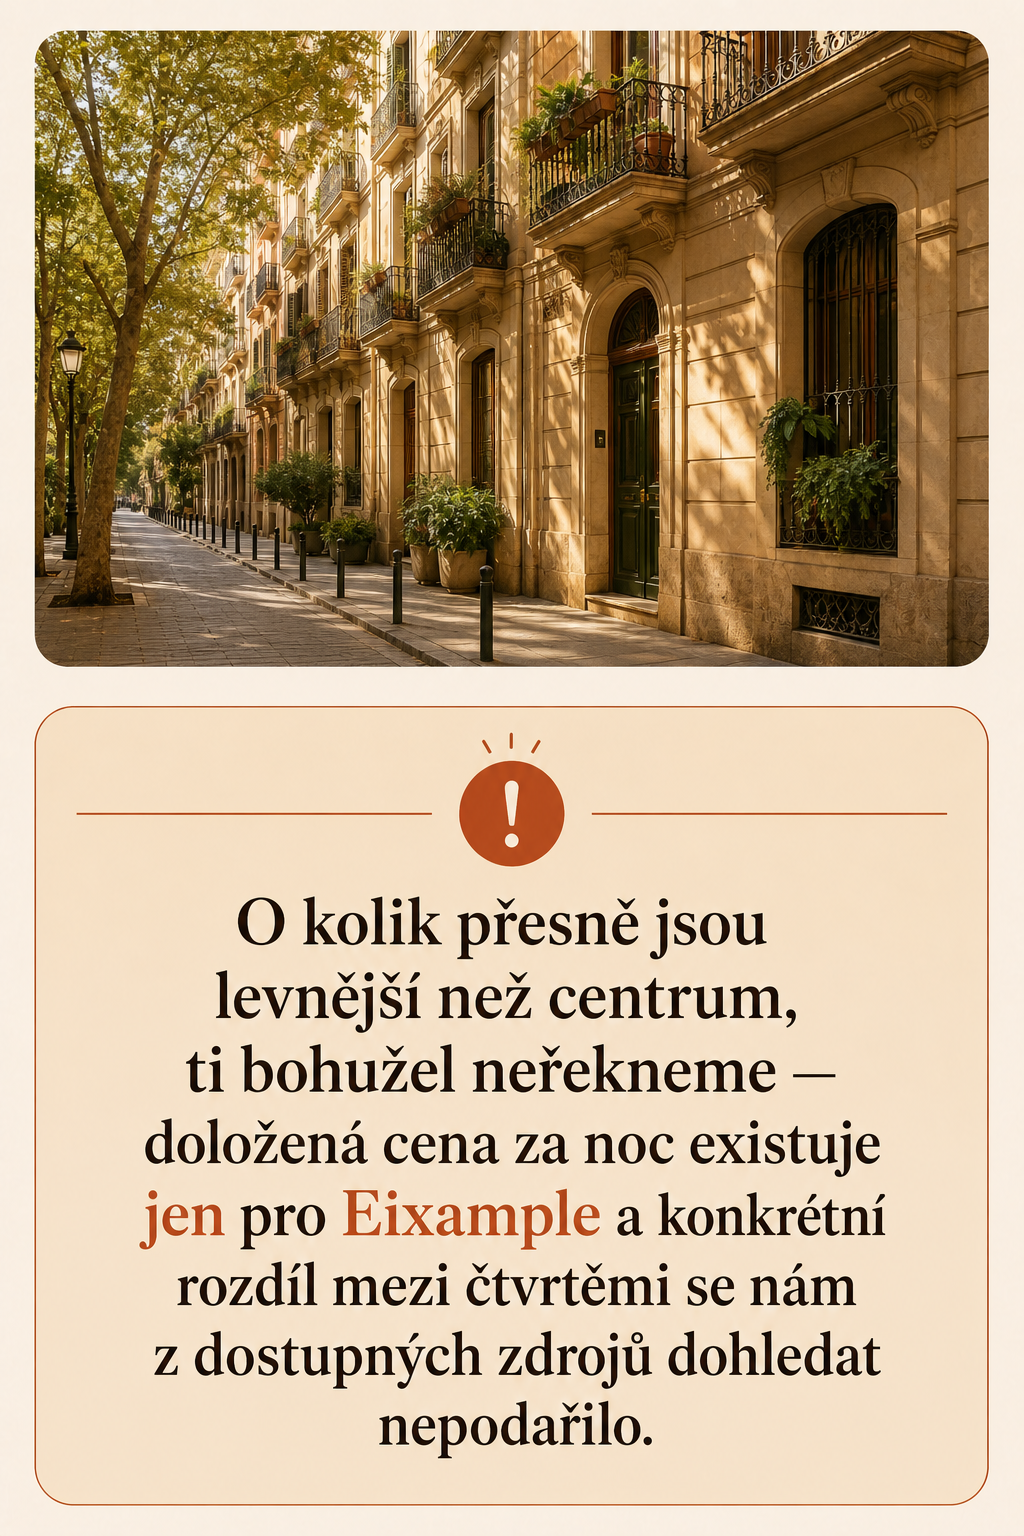 O kolik přesně jsou
levnější než centrum,
ti bohužel neřekneme —
doložená cena za noc existuje
jen pro Eixample a konkrétní
rozdíl mezi čtvrtěmi se nám
z dostupných zdrojů dohledat
nepodařilo.